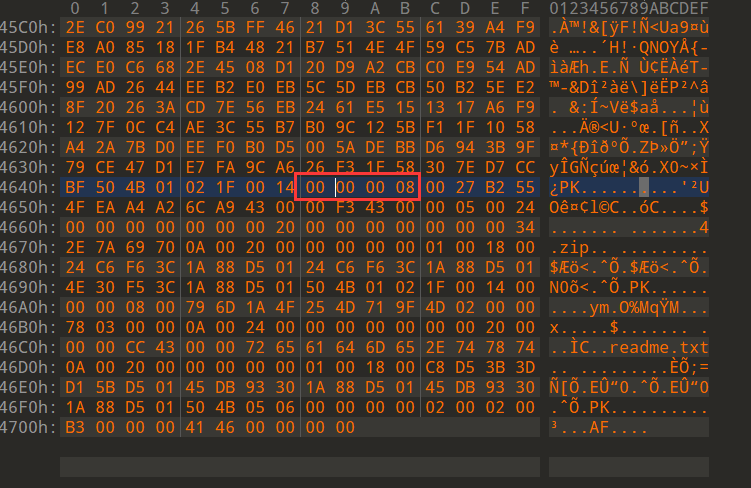 0 1 2 3 4 5 6 7 8 9 A B C D E F 0123456789ABCDEF
45C0h: 2E C0 99 21 26 5B FF 46 21 D1 3C 55 61 39 A4 F9 .À™!&[ÿF!Ñ<Ua9¤ù
45D0h: E8 A0 85 18 1F B4 48 21 B7 51 4E 4F 59 C5 7B AD è ….´H!·QNOYÅ{-
45E0h: EC E0 C6 68 2E 45 08 D1 20 D9 A2 CB C0 E9 54 AD ìàÆh.E.Ñ Ù¢ËÀéT-
45F0h: 99 AD 26 44 EE B2 E0 EB 5C 5D EB CB 50 B2 5E E2 ™-&Dî²àë\]ëËP²^â
4600h: 8F 20 26 3A CD 7E 56 EB 24 61 E5 15 13 17 A6 F9 . &:Í~Vë$aå...¦ù
4610h: 12 7F 0C C4 AE 3C 55 B7 B0 9C 12 5B F1 1F 10 58 ...Ä®<U·°œ.[ñ..X
4620h: A4 2A 7B D0 EE F0 B0 D5 00 5A DE BB D6 94 3B 9F ¤*{Ðîð°Õ.ZÞ»Ö”;Ÿ
4630h: 79 CE 47 D1 E7 FA 9C A6 26 F3 1F 58 30 7E D7 CC yÎGÑçúœ¦&ó.X0~×Ì
4640h: BF 50 4B 01 02 1F 00 14 00 00 00 08 00 27 B2 55 ¿PK..........'²U
4650h: 4F EA A4 A2 6C A9 43 00 00 F3 43 00 00 05 00 24 Oê¤¢l©C..óC....$
4660h: 00 00 00 00 00 00 00 20 00 00 00 00 00 00 00 34 ....... .......4
4670h: 2E 7A 69 70 0A 00 20 00 00 00 00 00 01 00 18 00 .zip.. .........
4680h: 24 C6 F6 3C 1A 88 D5 01 24 C6 F6 3C 1A 88 D5 01 $Æö<.ˆÕ.$Æö<.ˆÕ.
4690h: 4E 30 F5 3C 1A 88 D5 01 50 4B 01 02 1F 00 14 00 N0õ<.ˆÕ.PK......
46A0h: 00 00 08 00 79 6D 1A 4F 25 4D 71 9F 4D 02 00 00 ....ym.O%MqŸM...
46B0h: 78 03 00 00 0A 00 24 00 00 00 00 00 00 00 20 00 x.....$....... .
46C0h: 00 00 CC 43 00 00 72 65 61 64 6D 65 2E 74 78 74 ..ÌC..readme.txt
46D0h: 0A 00 20 00 00 00 00 00 01 00 18 00 C8 D5 3B 3D .. .........ÈÕ;=
46E0h: D1 5B D5 01 45 DB 93 30 1A 88 D5 01 45 DB 93 30 Ñ[Õ.EÛ“0.ˆÕ.EÛ“0
46F0h: 1A 88 D5 01 50 4B 05 06 00 00 00 00 02 00 02 00 .ˆÕ.PK..........
4700h: B3 00 00 00 41 46 00 00 00 00 00 ³...AF.....